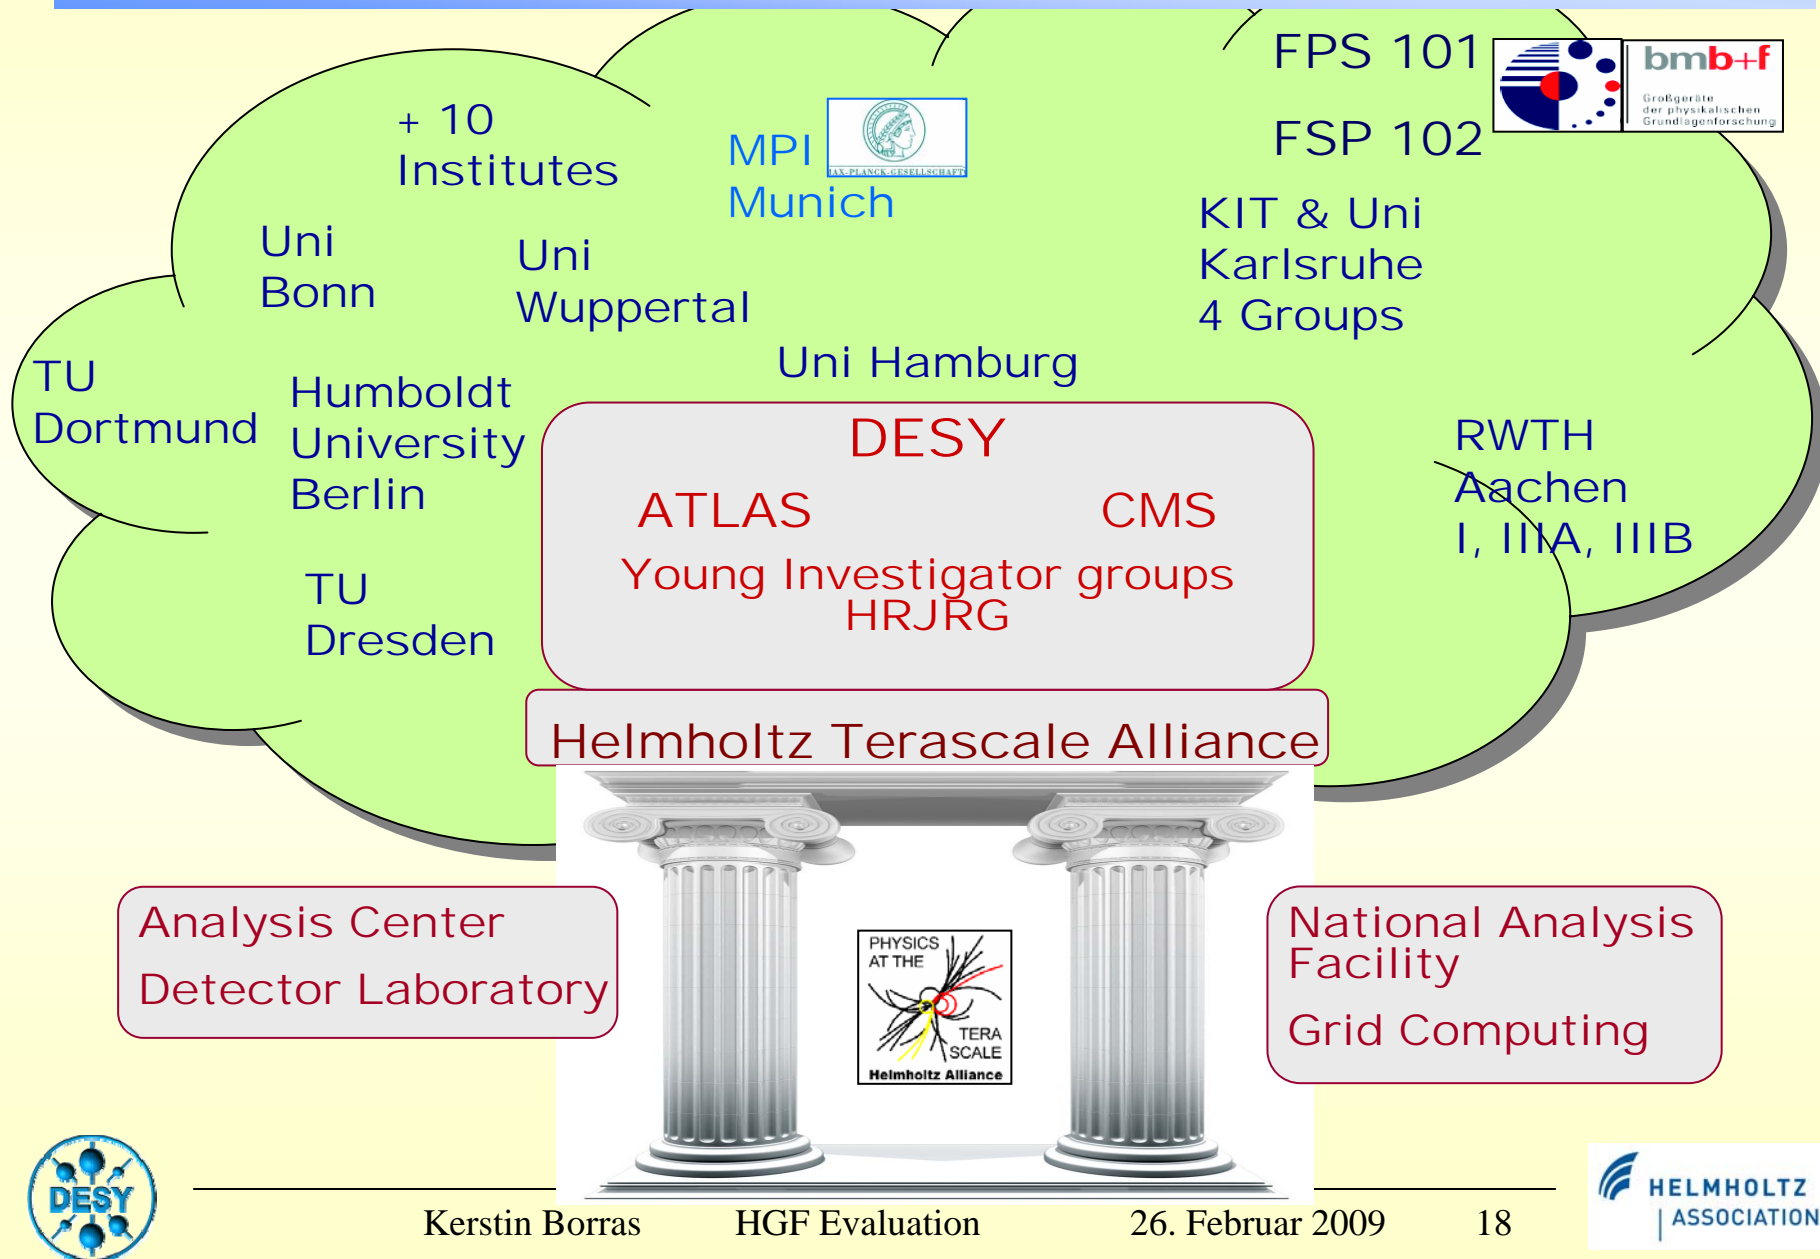 FPS 101
bmb+f
Großgeräte
der physikalischen
Grundlagenforschung
FSP 102
+ 10
Institutes
MPI
Munich
MAX-PLANCK-GESELLSCHAFT
KIT & Uni
Karlsruhe
4 Groups
Uni
Bonn
Uni
Wuppertal
Uni Hamburg
TU
Dortmund
Humboldt
University
Berlin
RWTH
Aachen
I, IIIA, IIIB
TU
Dresden
DESY
ATLAS CMS
Young Investigator groups
HRJRG
Helmholtz Terascale Alliance
Analysis Center
Detector Laboratory
PHYSICS
AT THE
TERA
SCALE
Helmholtz Alliance
National Analysis
Facility
Grid Computing
DESY
Kerstin Borras HGF Evaluation 26. Februar 2009 18
HELMHOLTZ
ASSOCIATION